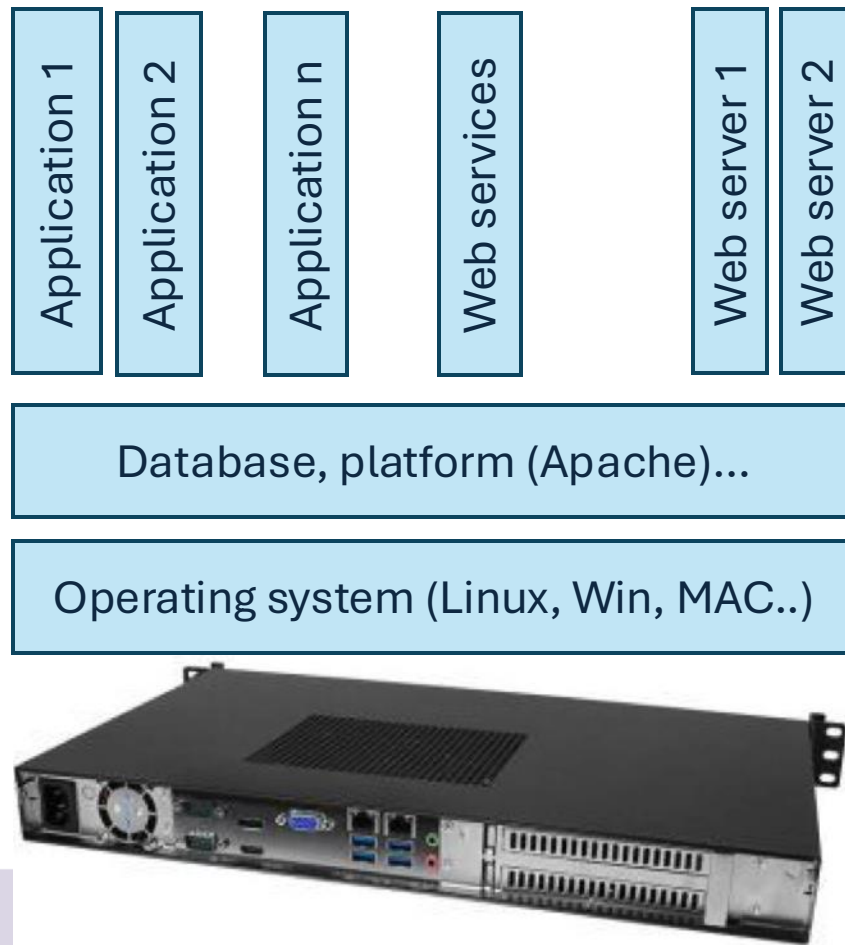 Application 1
Application 2
Application n
Web services
Web server 1
Web server 2
Database, platform (Apache)...
Operating system (Linux, Win, MAC..)